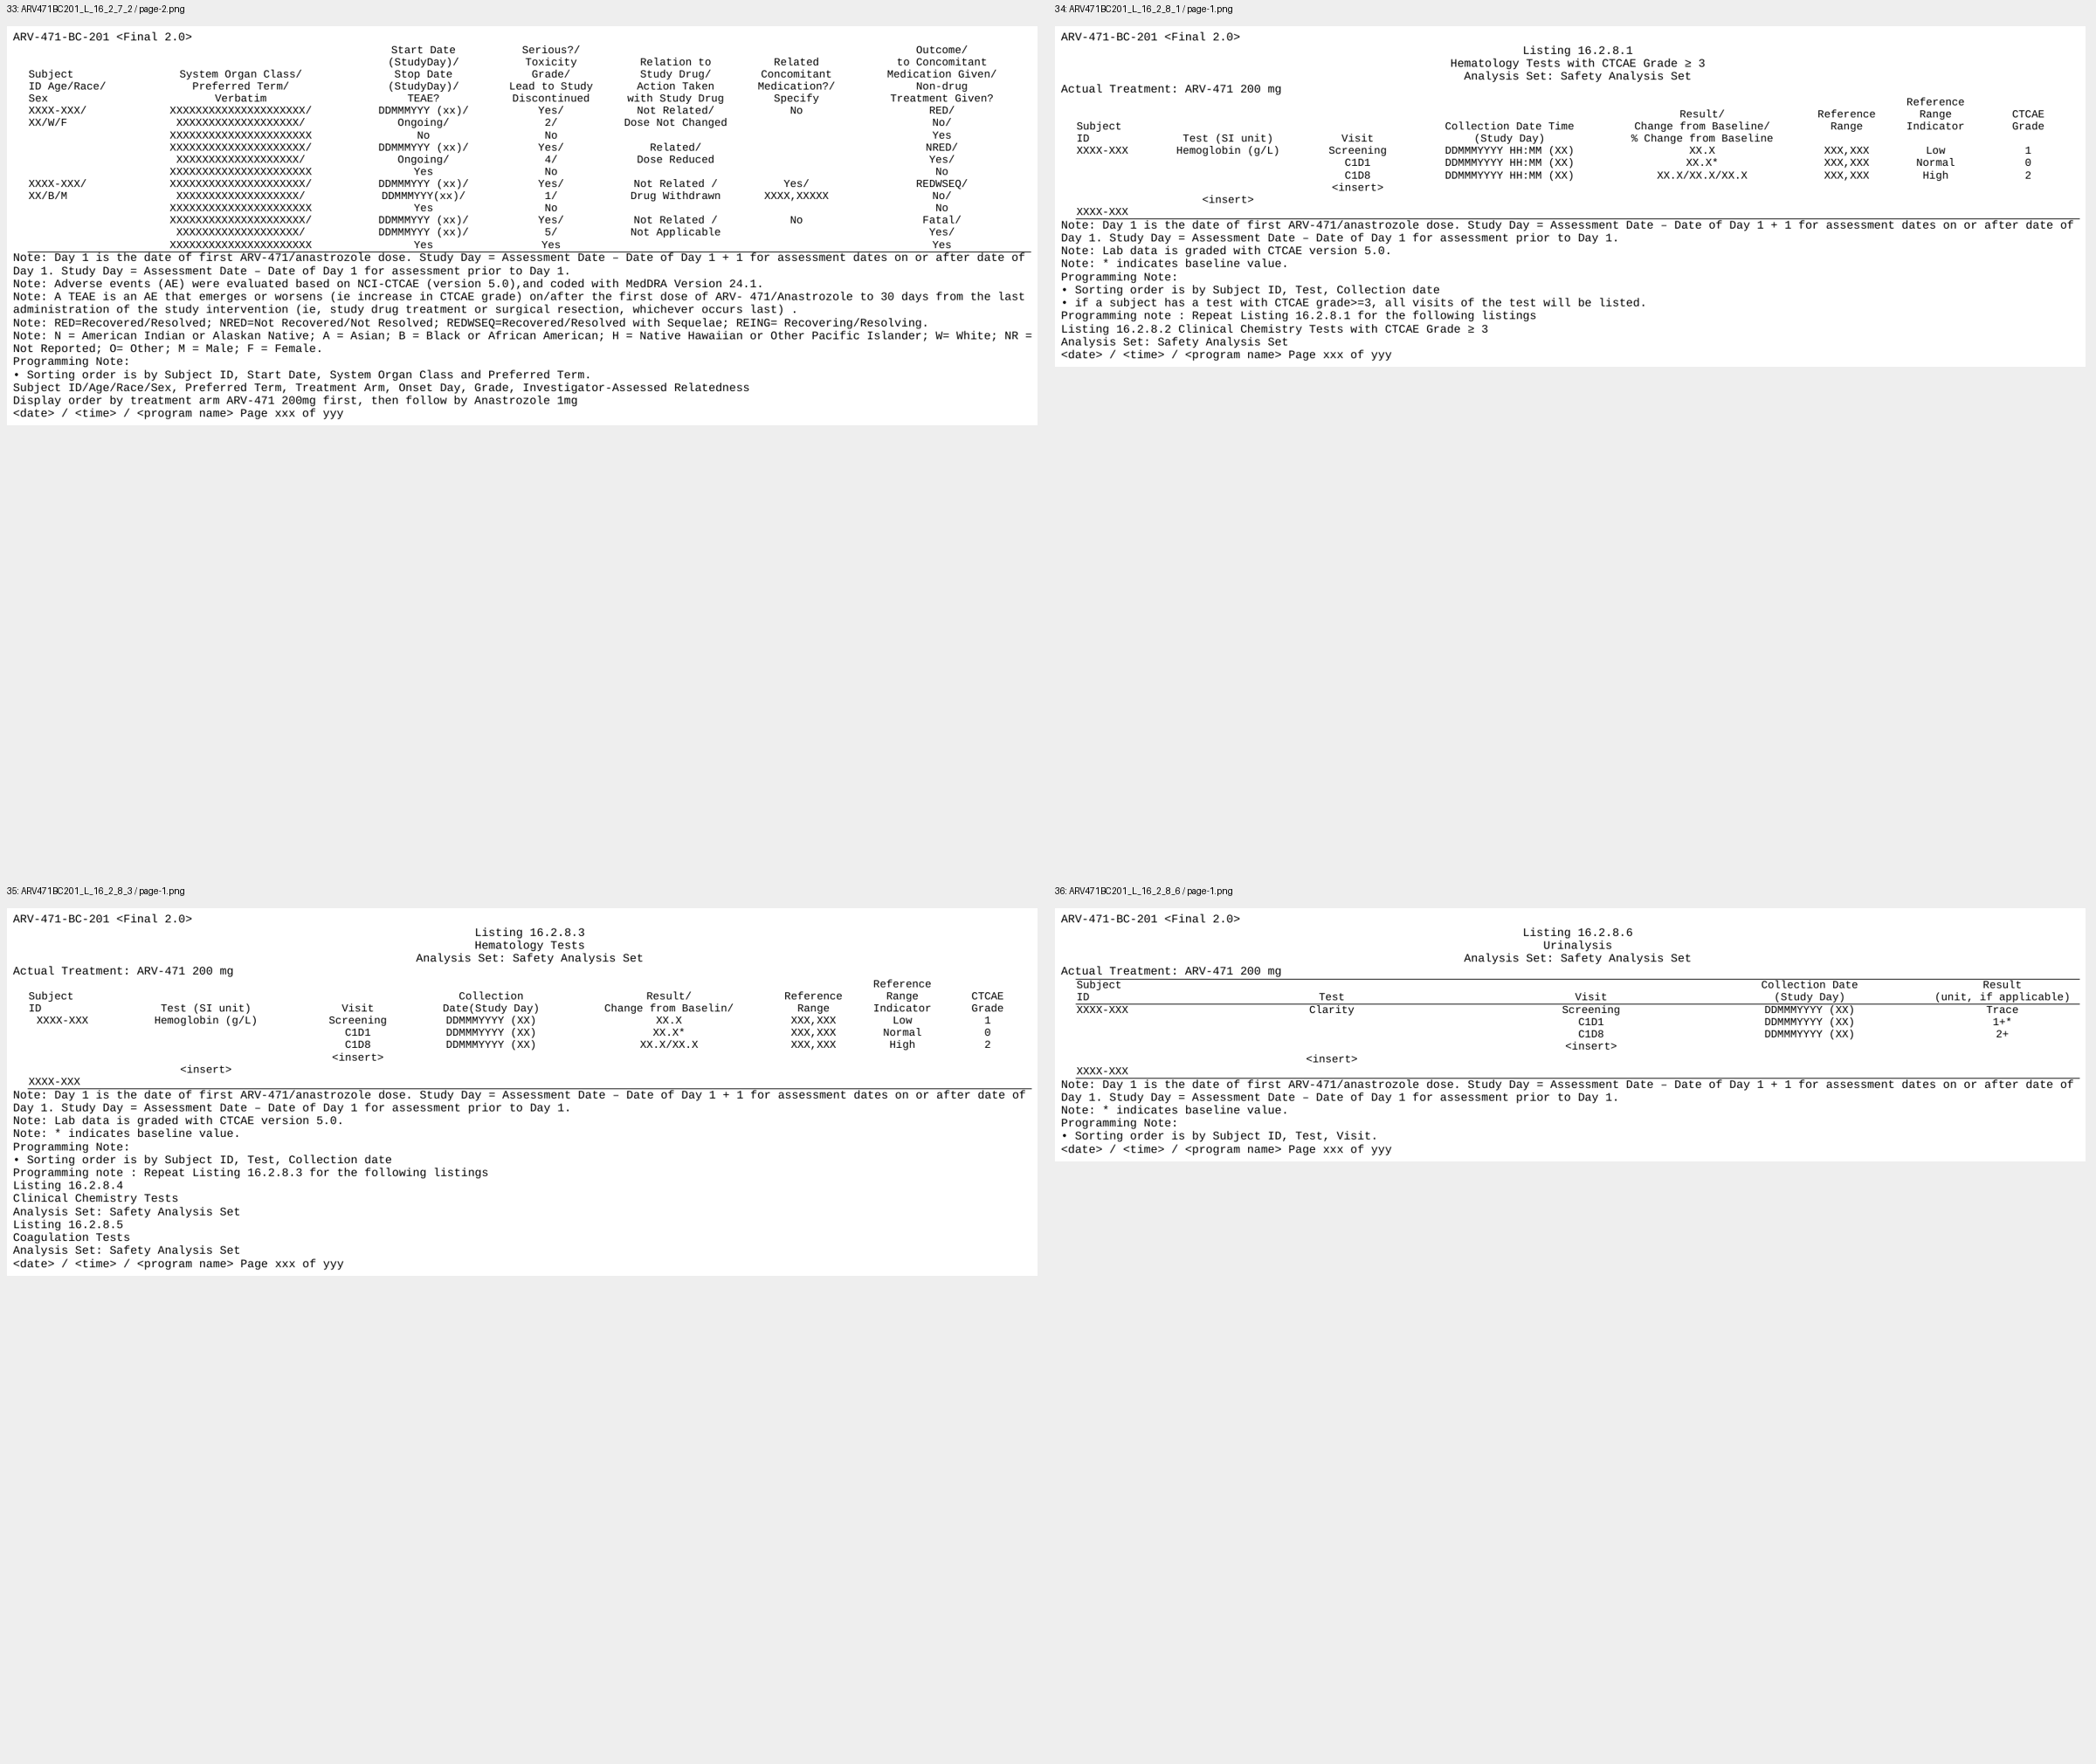 33: ARV471BC201_L_16_2_7_2 / page-2.png
ARV-471-BC-201 <Final 2.0>
Start Date Serious?/ Outcome/
(StudyDay)/ Toxicity Relation to Related to Concomitant
Subject System Organ Class/ Stop Date Grade/ Study Drug/ Concomitant Medication Given/
ID Age/Race/ Preferred Term/ (StudyDay)/ Lead to Study Action Taken Medication?/ Non-drug
Sex Verbatim TEAE? Discontinued with Study Drug Specify Treatment Given?
XXXX-XXX/ XXXXXXXXXXXXXXXXXXXXX/ DDMMMYYY (xx)/ Yes/ Not Related/ No RED/
XX/W/F XXXXXXXXXXXXXXXXXXX/ Ongoing/ 2/ Dose Not Changed No/
XXXXXXXXXXXXXXXXXXXXXX No No Yes
XXXXXXXXXXXXXXXXXXXXX/ DDMMMYYY (xx)/ Yes/ Related/ NRED/
XXXXXXXXXXXXXXXXXXX/ Ongoing/ 4/ Dose Reduced Yes/
XXXXXXXXXXXXXXXXXXXXXX Yes No No
XXXX-XXX/ XXXXXXXXXXXXXXXXXXXXX/ DDMMMYYY (xx)/ Yes/ Not Related / Yes/ REDWSEQ/
XX/B/M XXXXXXXXXXXXXXXXXXX/ DDMMMYYY(xx)/ 1/ Drug Withdrawn XXXX,XXXXX No/
XXXXXXXXXXXXXXXXXXXXXX Yes No No
XXXXXXXXXXXXXXXXXXXXX/ DDMMMYYY (xx)/ Yes/ Not Related / No Fatal/
XXXXXXXXXXXXXXXXXXX/ Ongoing/ 5/ Not Applicable Yes/
XXXXXXXXXXXXXXXXXXXXXX Yes Yes Yes
Note: Day 1 is the date of first ARV-471/anastrozole dose. Study Day = Assessment Date – Date of Day 1 + 1 for assessment dates on or after date of
Day 1. Study Day = Assessment Date – Date of Day 1 for assessment prior to Day 1.
Note: Adverse events (AE) were evaluated based on NCI-CTCAE (version 5.0),and coded with MedDRA Version 24.1.
Note: A TEAE is an AE that emerges or worsens (ie increase in CTCAE grade) on/after the first dose of ARV- 471/Anastrozole to 30 days from the last
administration of the study intervention (ie, study drug treatment or surgical resection, whichever occurs last) .
Note: RED=Recovered/Resolved; NRED=Not Recovered/Not Resolved; REDWSEQ=Recovered/Resolved with Sequelae; REING= Recovering/Resolving.
Note: N = American Indian or Alaskan Native; A = Asian; B = Black or African American; H = Native Hawaiian or Other Pacific Islander; W= White; NR =
Not Reported; O= Other; M = Male; F = Female.
Programming Note:
• Sorting order is by Subject ID, Start Date, System Organ Class and Preferred Term.
Subject ID/Age/Race/Sex, Preferred Term, Treatment Arm, Onset Day, Grade, Investigator-Assessed Relatedness
Display order by treatment arm ARV-471 200mg first, then follow by Anastrozole 1mg
<date> / <time> / <program name> Page xxx of yyy
34: ARV471BC201_L_16_2_8_1 / page-1.png
ARV-471-BC-201 <Final 2.0>
Listing 16.2.8.1
Hematology Tests with CTCAE Grade ≥ 3
Analysis Set: Safety Analysis Set
Actual Treatment: ARV-471 200 mg
Reference
Result/ Reference Range CTCAE
Subject Collection Date Time Change from Baseline/ Range Indicator Grade
ID Test (SI unit) Visit (Study Day) % Change from Baseline
XXXX-XXX Hemoglobin (g/L) Screening DDMMMYYYY HH:MM (XX) XX.X XXX,XXX Low 1
C1D1 DDMMMYYYY HH:MM (XX) XX.X* XXX,XXX Normal 0
C1D8 DDMMMYYYY HH:MM (XX) XX.X/XX.X/XX.X XXX,XXX High 2
<insert>
<insert>
XXXX-XXX
Note: Day 1 is the date of first ARV-471/anastrozole dose. Study Day = Assessment Date – Date of Day 1 + 1 for assessment dates on or after date of
Day 1. Study Day = Assessment Date – Date of Day 1 for assessment prior to Day 1.
Note: Lab data is graded with CTCAE version 5.0.
Note: * indicates baseline value.
Programming Note:
• Sorting order is by Subject ID, Test, Collection date
• if a subject has a test with CTCAE grade>=3, all visits of the test will be listed.
Programming note : Repeat Listing 16.2.8.1 for the following listings
Listing 16.2.8.2 Clinical Chemistry Tests with CTCAE Grade ≥ 3
Analysis Set: Safety Analysis Set
<date> / <time> / <program name> Page xxx of yyy
35: ARV471BC201_L_16_2_8_3 / page-1.png
ARV-471-BC-201 <Final 2.0>
Listing 16.2.8.3
Hematology Tests
Analysis Set: Safety Analysis Set
Actual Treatment: ARV-471 200 mg
Reference
Subject Collection Result/ Reference Range CTCAE
ID Test (SI unit) Visit Date(Study Day) Change from Baselin/ Range Indicator Grade
XXXX-XXX Hemoglobin (g/L) Screening DDMMMYYYY (XX) XX.X XXX,XXX Low 1
C1D1 DDMMMYYYY (XX) XX.X* XXX,XXX Normal 0
C1D8 DDMMMYYYY (XX) XX.X/XX.X XXX,XXX High 2
<insert>
<insert>
XXXX-XXX
Note: Day 1 is the date of first ARV-471/anastrozole dose. Study Day = Assessment Date – Date of Day 1 + 1 for assessment dates on or after date of
Day 1. Study Day = Assessment Date – Date of Day 1 for assessment prior to Day 1.
Note: Lab data is graded with CTCAE version 5.0.
Note: * indicates baseline value.
Programming Note:
• Sorting order is by Subject ID, Test, Collection date
Programming note : Repeat Listing 16.2.8.3 for the following listings
Listing 16.2.8.4
Clinical Chemistry Tests
Analysis Set: Safety Analysis Set
Listing 16.2.8.5
Coagulation Tests
Analysis Set: Safety Analysis Set
<date> / <time> / <program name> Page xxx of yyy
36: ARV471BC201_L_16_2_8_6 / page-1.png
ARV-471-BC-201 <Final 2.0>
Listing 16.2.8.6
Urinalysis
Analysis Set: Safety Analysis Set
Actual Treatment: ARV-471 200 mg
Subject Collection Date Result
ID Test Visit (Study Day) (unit, if applicable)
XXXX-XXX Clarity Screening DDMMMYYYY (XX) Trace
C1D1 DDMMMYYYY (XX) 1+*
C1D8 DDMMMYYYY (XX) 2+
<insert>
<insert>
XXXX-XXX
Note: Day 1 is the date of first ARV-471/anastrozole dose. Study Day = Assessment Date – Date of Day 1 + 1 for assessment dates on or after date of
Day 1. Study Day = Assessment Date – Date of Day 1 for assessment prior to Day 1.
Note: * indicates baseline value.
Programming Note:
• Sorting order is by Subject ID, Test, Visit.
<date> / <time> / <program name> Page xxx of yyy